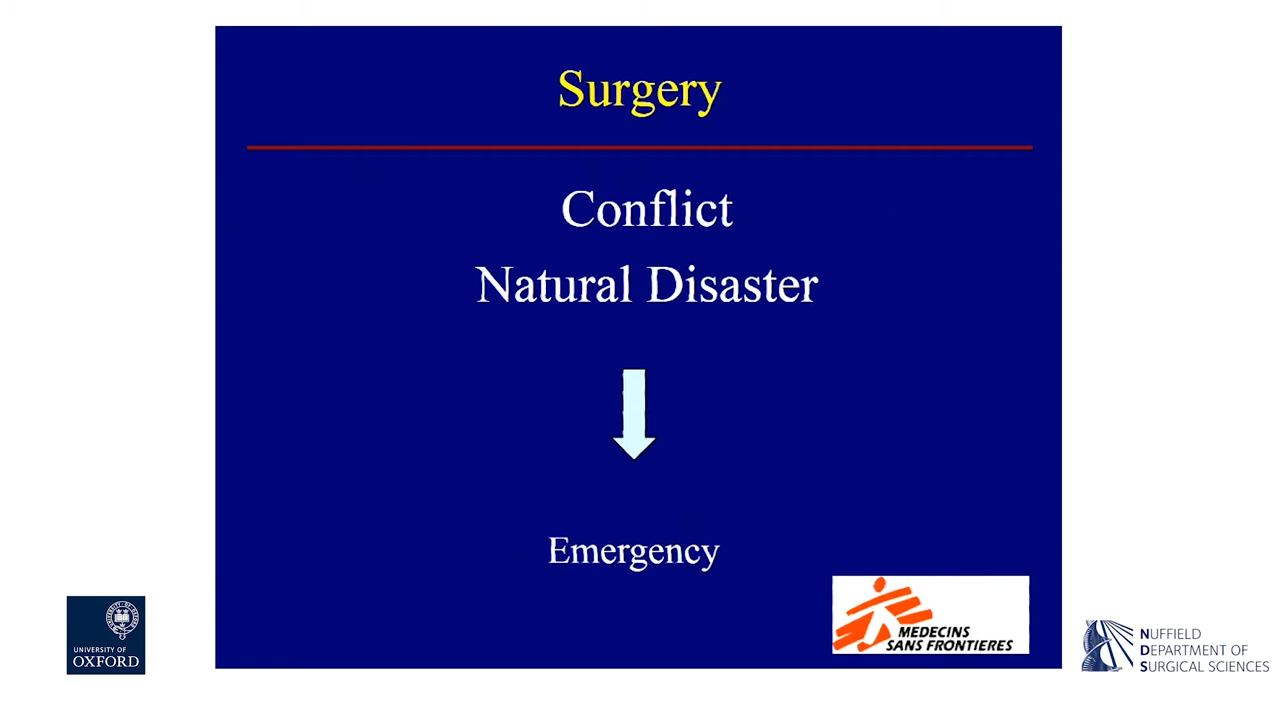 Surgery
Conflict
Natural Disaster
Emergency
MEDECINS
SANS FRONTIERES
UNIVERSITY OF
OXFORD
NUFFIELD
DEPARTMENT OF
SURGICAL SCIENCES